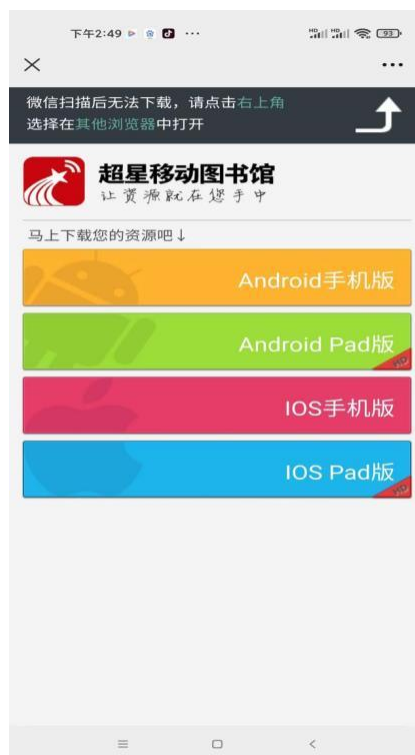 下午2:49
HD HD 93
微信扫描后无法下载，请点击右上角
选择在其他浏览器中打开
超星移动图书馆
让资源就在您手中
马上下载您的资源吧↓
Android手机版
Android Pad版
HD
IOS手机版
IOS Pad版
HD